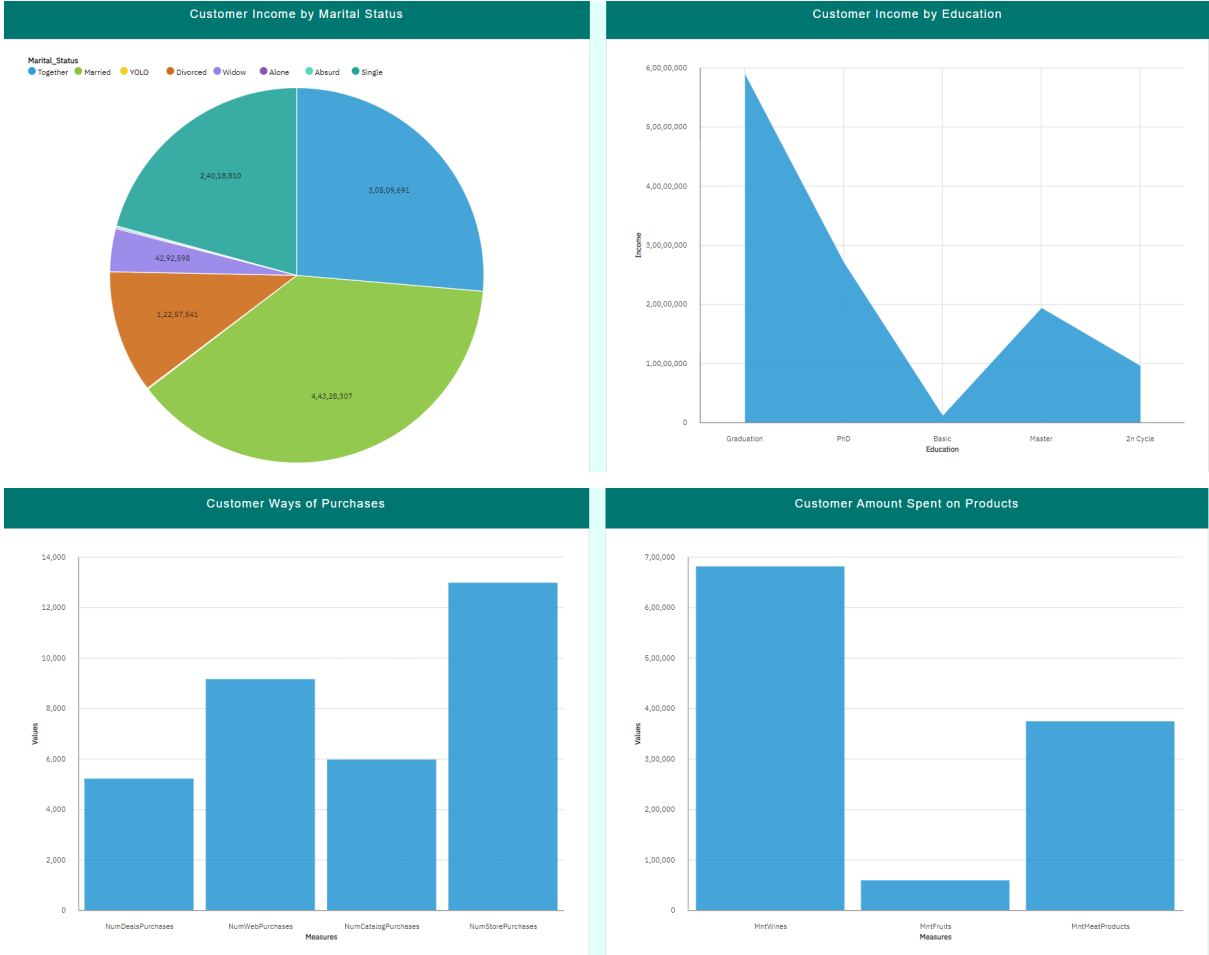 Customer Income by Marital Status
Marital_Status
Together Married YOLO Divorced Widow Alone Absurd Single
2,40,18,810
3,05,09,691
42,92,598
1,22,87,641
4,43,28,307
Customer Income by Education
6,00,00,000
5,00,00,000
4,00,00,000
3,00,00,000
2,00,00,000
1,00,00,000
0
Income
Graduation PhD Basic Master 2n Cycle
Education
Customer Ways of Purchases
14,000
12,000
10,000
8,000
6,000
4,000
2,000
0
Values
NumDealsPurchases NumWebPurchases NumCatalogPurchases NumStorePurchases
Measures
Customer Amount Spent on Products
7,00,000
6,00,000
5,00,000
4,00,000
3,00,000
2,00,000
1,00,000
0
Values
MntWines MntFruits MntMeatProducts
Measures